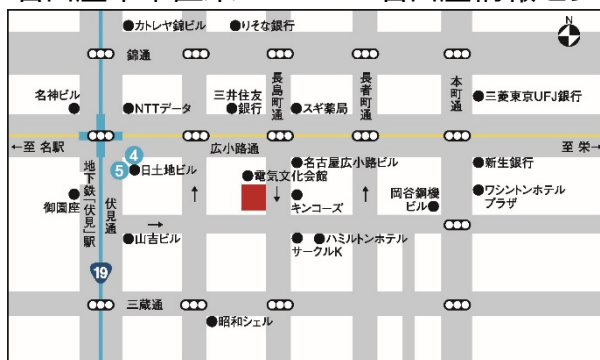 ●カトレヤ錦ビル ●りそな銀行
N
錦通
名神ビル
●NTTデータ
三井住友
●銀行
長島町通
●スギ薬局
長者町通
本町通
●三菱東京UFJ銀行
←至 名駅
広小路通
至 栄→
4
5
●日土地ビル
●名古屋広小路ビル
●電気文化会館
●新生銀行
地下鉄「伏見」駅
伏見通
御園座
キンコーズ
岡谷鋼機
ビル●
●ワシントンホテル
プラザ
●山吉ビル
●ハミルトンホテル
サークルK
19
三蔵通
●昭和シェル